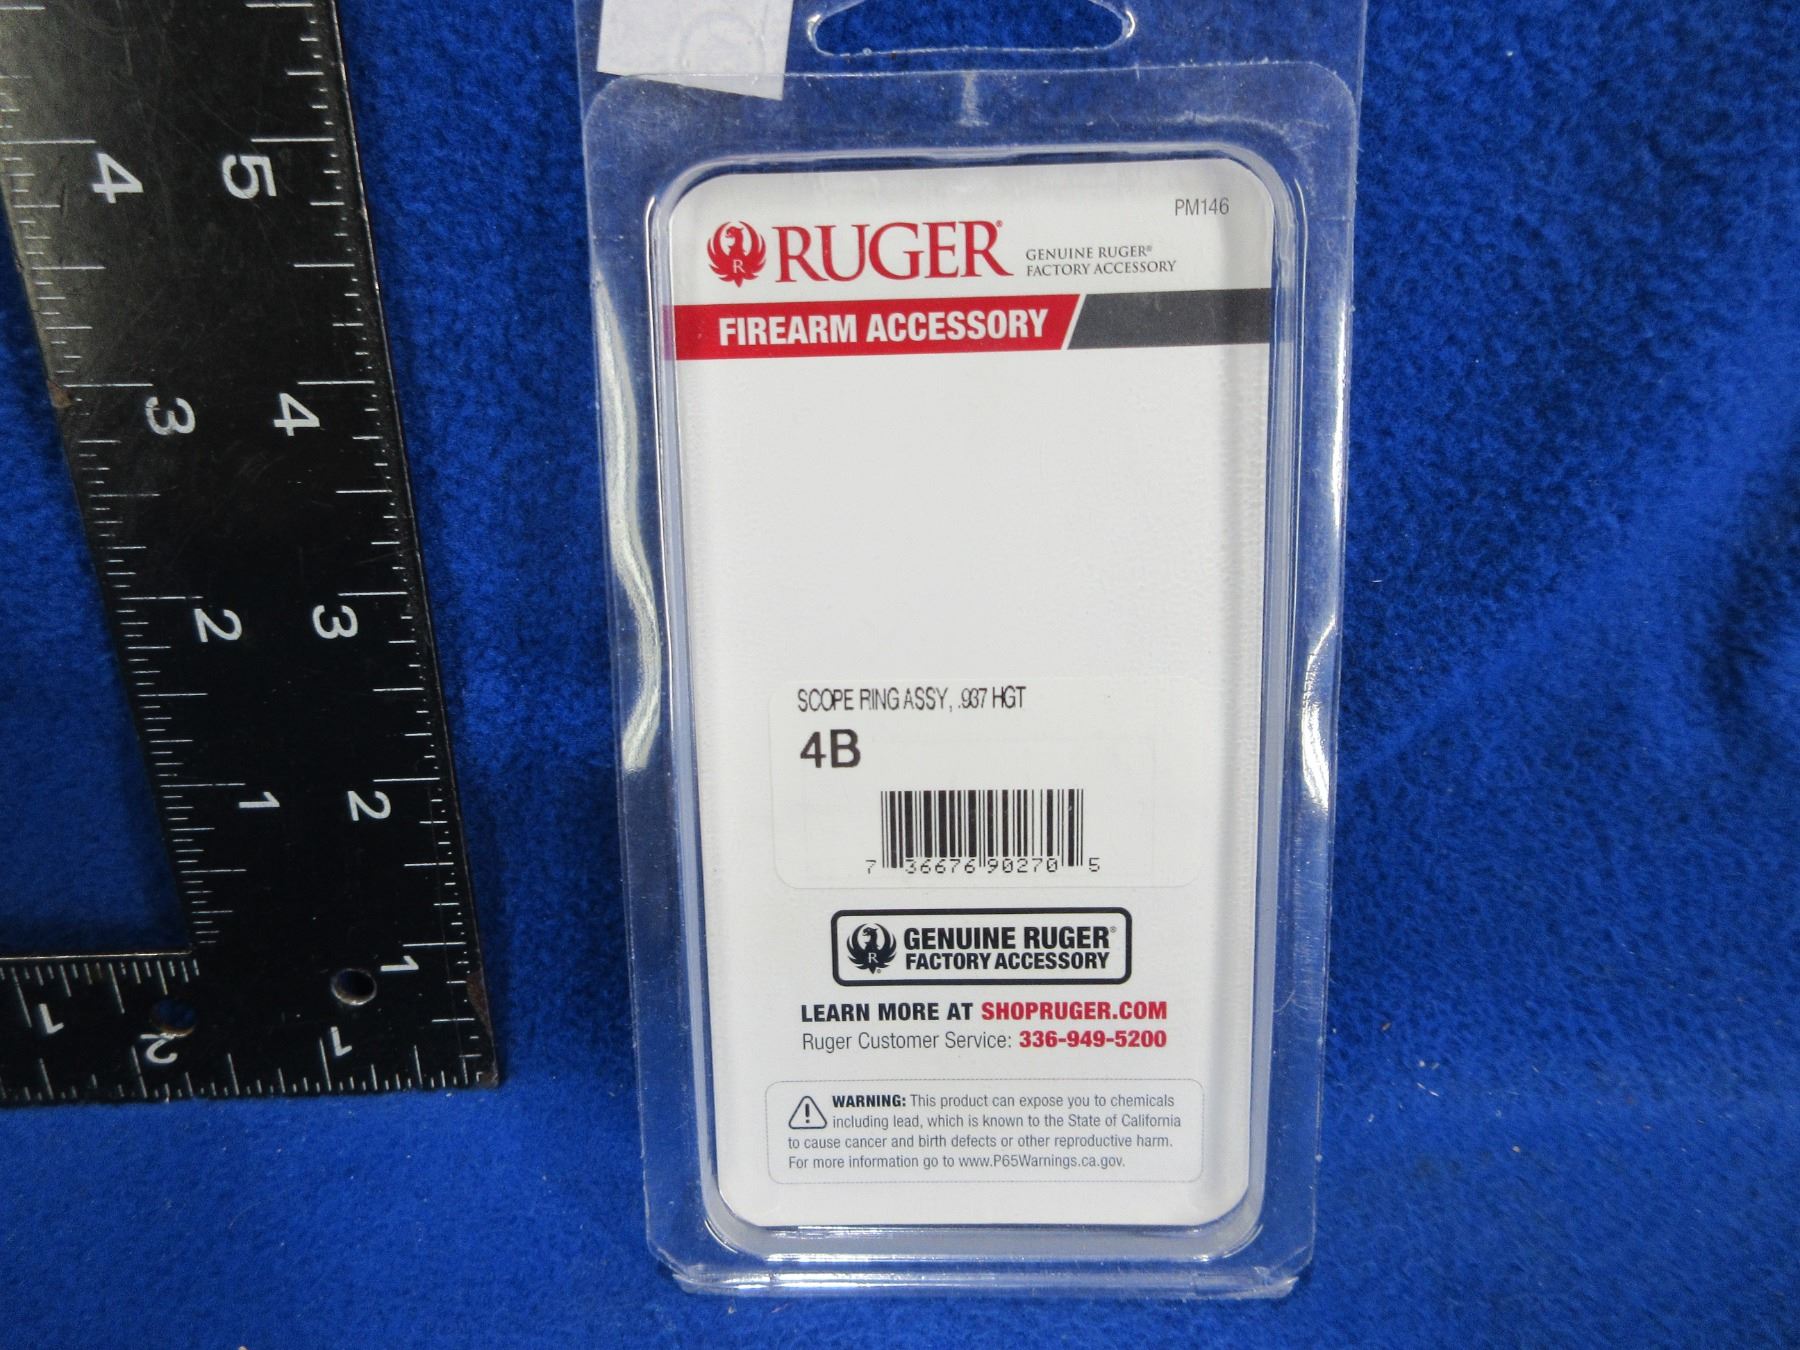 PM146
RUGER®
GENUINE RUGER®
FACTORY ACCESSORY
FIREARM ACCESSORY
SCOPE RING ASSY, .937 HGT
4B
7 36676 90270 5
R
GENUINE RUGER®
FACTORY ACCESSORY
LEARN MORE AT SHOPRUGER.COM
Ruger Customer Service: 336-949-5200
WARNING: This product can expose you to chemicals
including lead, which is known to the State of California
to cause cancer and birth defects or other reproductive harm.
For more information go to www.P65Warnings.ca.gov.
4 5
3 4
2 3
1 2
1
1 2 1